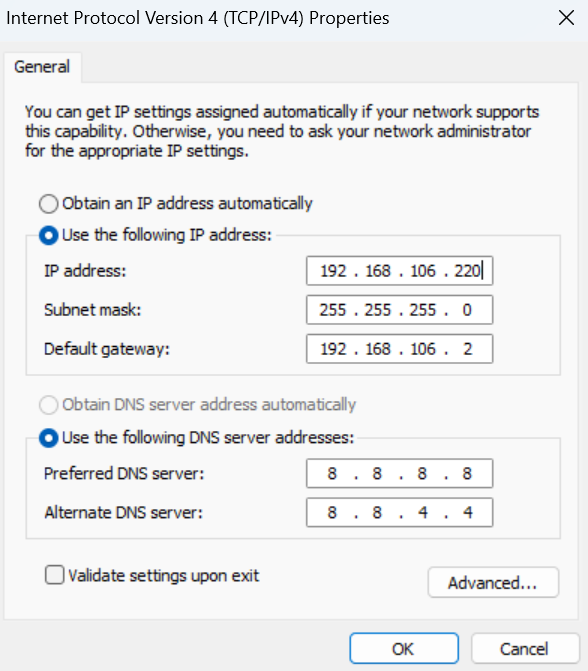 Internet Protocol Version 4 (TCP/IPv4) Properties
General
You can get IP settings assigned automatically if your network supports
this capability. Otherwise, you need to ask your network administrator
for the appropriate IP settings.
Obtain an IP address automatically
Use the following IP address:
IP address: 192 . 168 . 106 . 220
Subnet mask: 255 . 255 . 255 . 0
Default gateway: 192 . 168 . 106 . 2
Obtain DNS server address automatically
Use the following DNS server addresses:
Preferred DNS server: 8 . 8 . 8 . 8
Alternate DNS server: 8 . 8 . 4 . 4
Validate settings upon exit
Advanced...
OK Cancel